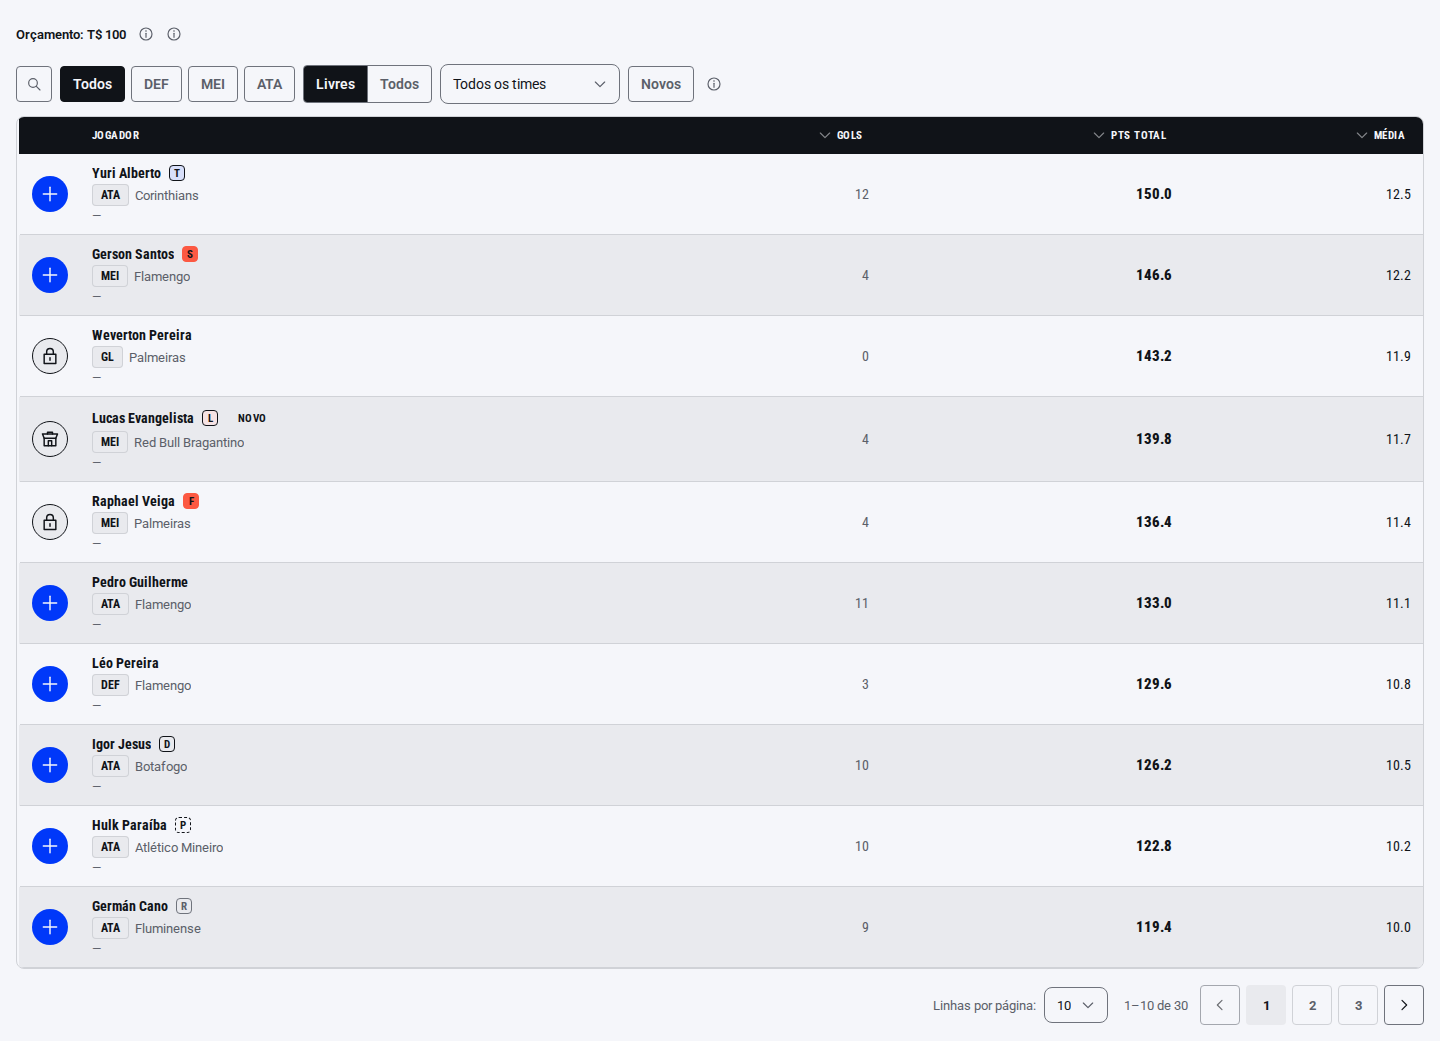 Orçamento: T$ 100
Todos DEF MEI ATA Livres Todos Todos os times Novos
JOGADOR GOLS PTS TOTAL MÉDIA
Yuri Alberto T
ATA Corinthians 12 150.0 12.5
—
Gerson Santos S
MEI Flamengo 4 146.6 12.2
—
Weverton Pereira
GL Palmeiras 0 143.2 11.9
—
Lucas Evangelista L NOVO
MEI Red Bull Bragantino 4 139.8 11.7
—
Raphael Veiga F
MEI Palmeiras 4 136.4 11.4
—
Pedro Guilherme
ATA Flamengo 11 133.0 11.1
—
Léo Pereira
DEF Flamengo 3 129.6 10.8
—
Igor Jesus D
ATA Botafogo 10 126.2 10.5
—
Hulk Paraíba P
ATA Atlético Mineiro 10 122.8 10.2
—
Germán Cano R
ATA Fluminense 9 119.4 10.0
—
Linhas por página: 10 1–10 de 30 1 2 3